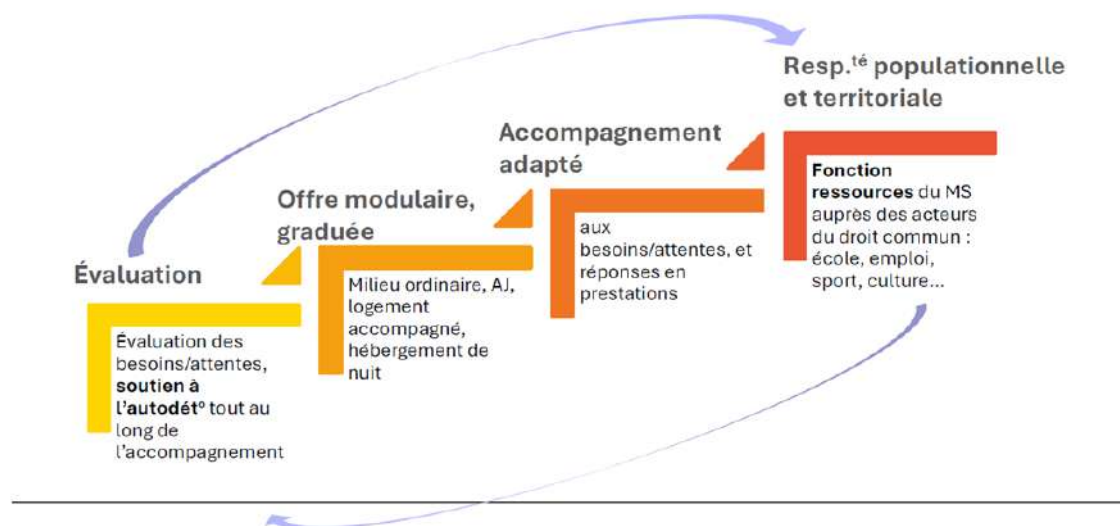 Évaluation
Évaluation des
besoins/attentes,
soutien à
l'autodét° tout au
long de
l'accompagnement
Offre modulaire,
graduée
Milieu ordinaire, AJ,
logement
accompagné,
hébergement de
nuit
Accompagnement
adapté
aux
besoins/attentes, et
réponses en
prestations
Resp.té populationnelle
et territoriale
Fonction
ressources du MS
auprès des acteurs
du droit commun :
école, emploi,
sport, culture...